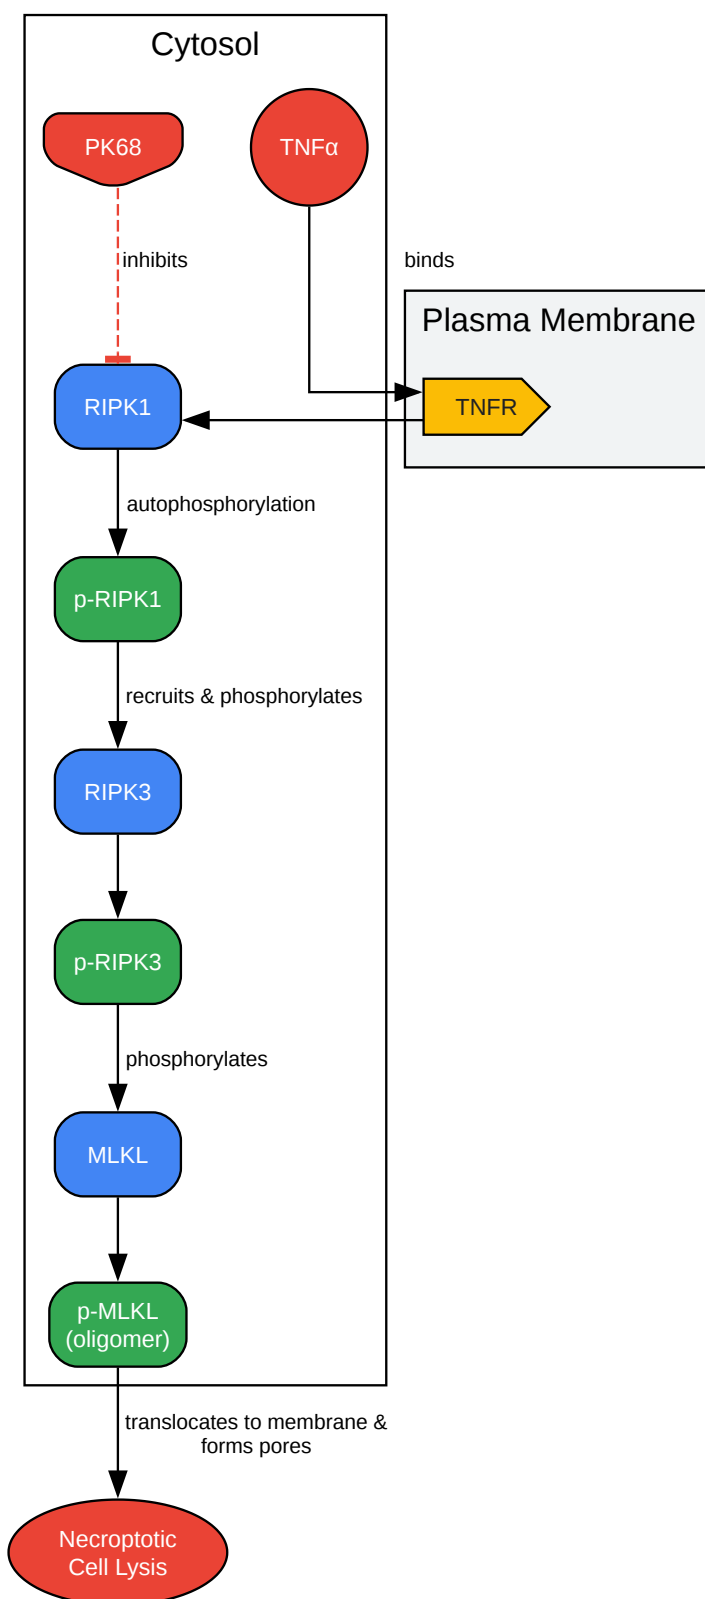 Cytosol
PK68
TNFα
inhibits
binds
Plasma Membrane
RIPK1
TNFR
autophosphorylation
p-RIPK1
recruits & phosphorylates
RIPK3
p-RIPK3
phosphorylates
MLKL
p-MLKL
(oligomer)
translocates to membrane &
forms pores
Necroptotic
Cell Lysis